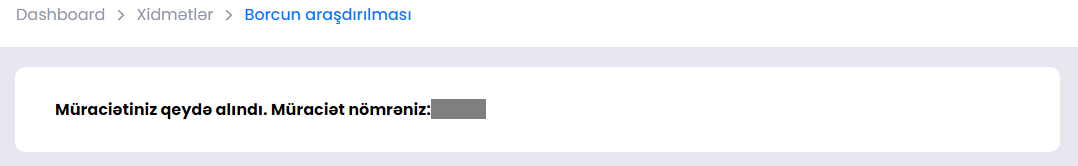 Dashboard > Xidmətlər > Borcun araşdırılması
Müraciətiniz qeydə alındı. Müraciət nömrəniz: